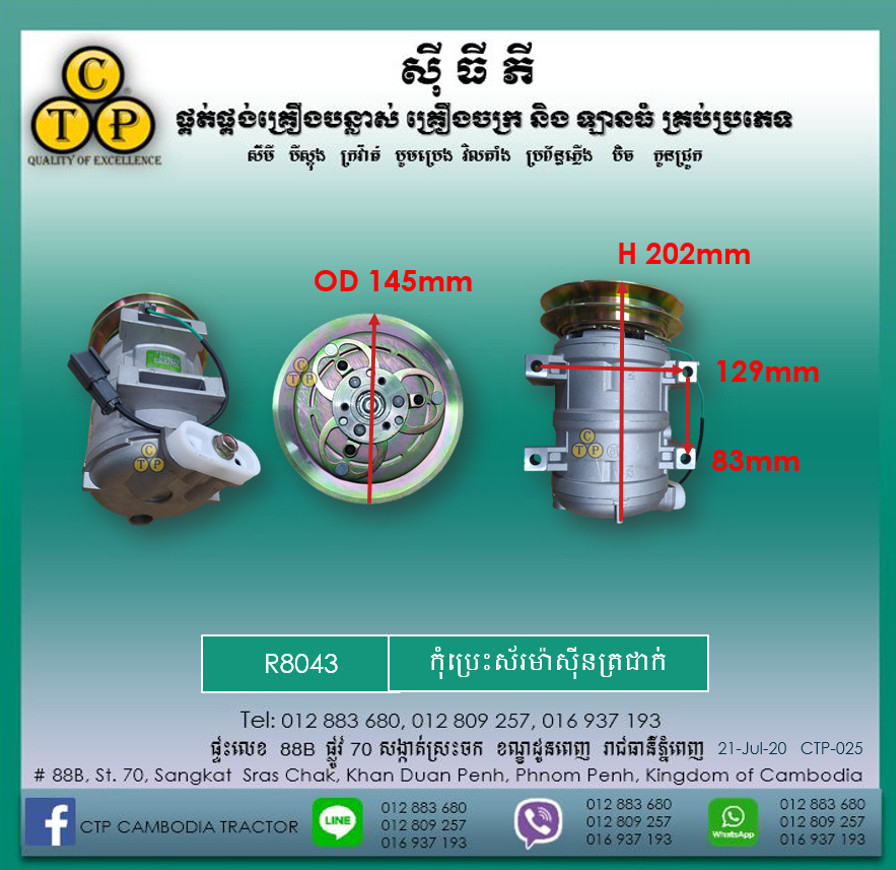 ស៊ី ធី ភី
C
T P
QUALITY OF EXCELLENCE
ផ្គត់ផ្គង់គ្រឿងបន្លាស់ គ្រឿងចក្រ និង ឡានធំ គ្រប់ប្រភេទ
ស៊ីមី ពីស្តុង ក្រវ៉ាត់ បូមប្រេង វិលតាំង ប្រព័ន្ធភ្លើង ប៊ិច កូនជ្រូក
H 202mm
OD 145mm
129mm
83mm
R8043 កុំប្រេះស័រម៉ាស៊ីនត្រជាក់
Tel: 012 883 680, 012 809 257, 016 937 193
ផ្ទះលេខ 88B ផ្លូវ 70 សង្កាត់ស្រះចក ខណ្ឌដូនពេញ រាជធានីភ្នំពេញ 21-Jul-20 CTP-025
# 88B, St. 70, Sangkat Sras Chak, Khan Duan Penh, Phnom Penh, Kingdom of Cambodia
CTP CAMBODIA TRACTOR
LINE
012 883 680
012 809 257
016 937 193
012 883 680
012 809 257
016 937 193
WhatsApp
012 883 680
012 809 257
016 937 193